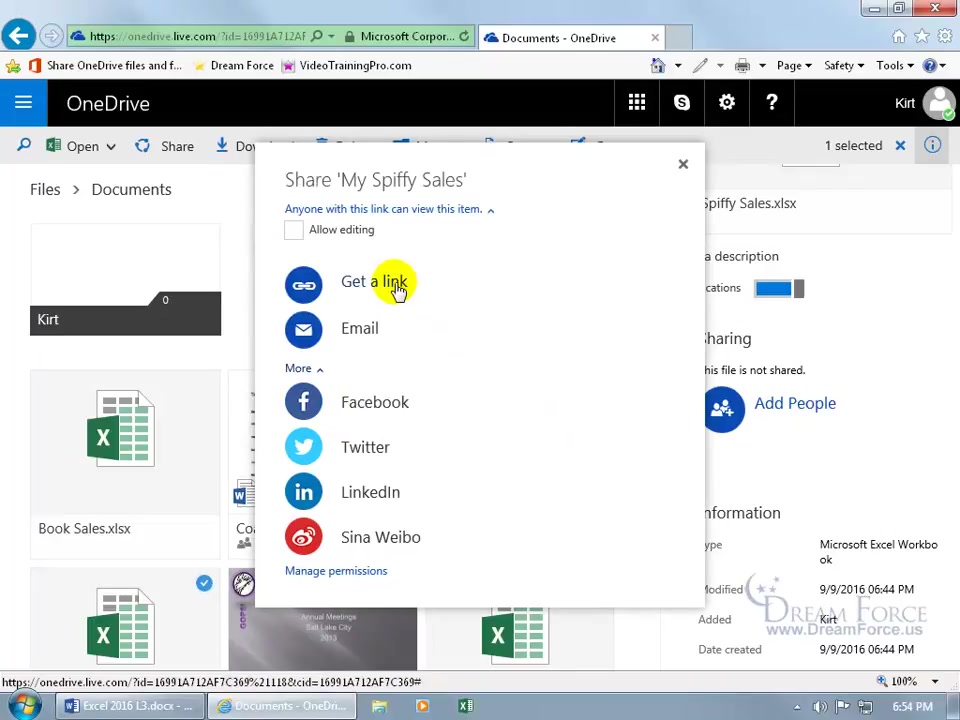 https://onedrive.live.com/?id=16991A712AF
Microsoft Corpor...
Documents - OneDrive
Share OneDrive files and f...
Dream Force
VideoTrainingPro.com
Page
Safety
Tools
OneDrive
Kirt
Open
Share
1 selected
Files > Documents
Share 'My Spiffy Sales'
Anyone with this link can view this item.
Allow editing
Get a link
Email
More
Facebook
Twitter
LinkedIn
Sina Weibo
Manage permissions
0
Kirt
Book Sales.xlsx
Annual Meetings
Salt Lake City
2013
Spiffy Sales.xlsx
a description
cations
haring
his file is not shared.
Add People
nformation
ype
Microsoft Excel Workbo
ok
Modified
9/9/2016 06:44 PM
Added
Kirt
Date created
9/9/2016 06:44 PM
DREAM FORCE
www.DreamForce.us
https://onedrive.live.com/?id=16991A712AF7C369%21118&cid=16991A712AF7C369#
100%
Excel 2016 L3.docx - ...
Documents - OneDri...
6:54 PM